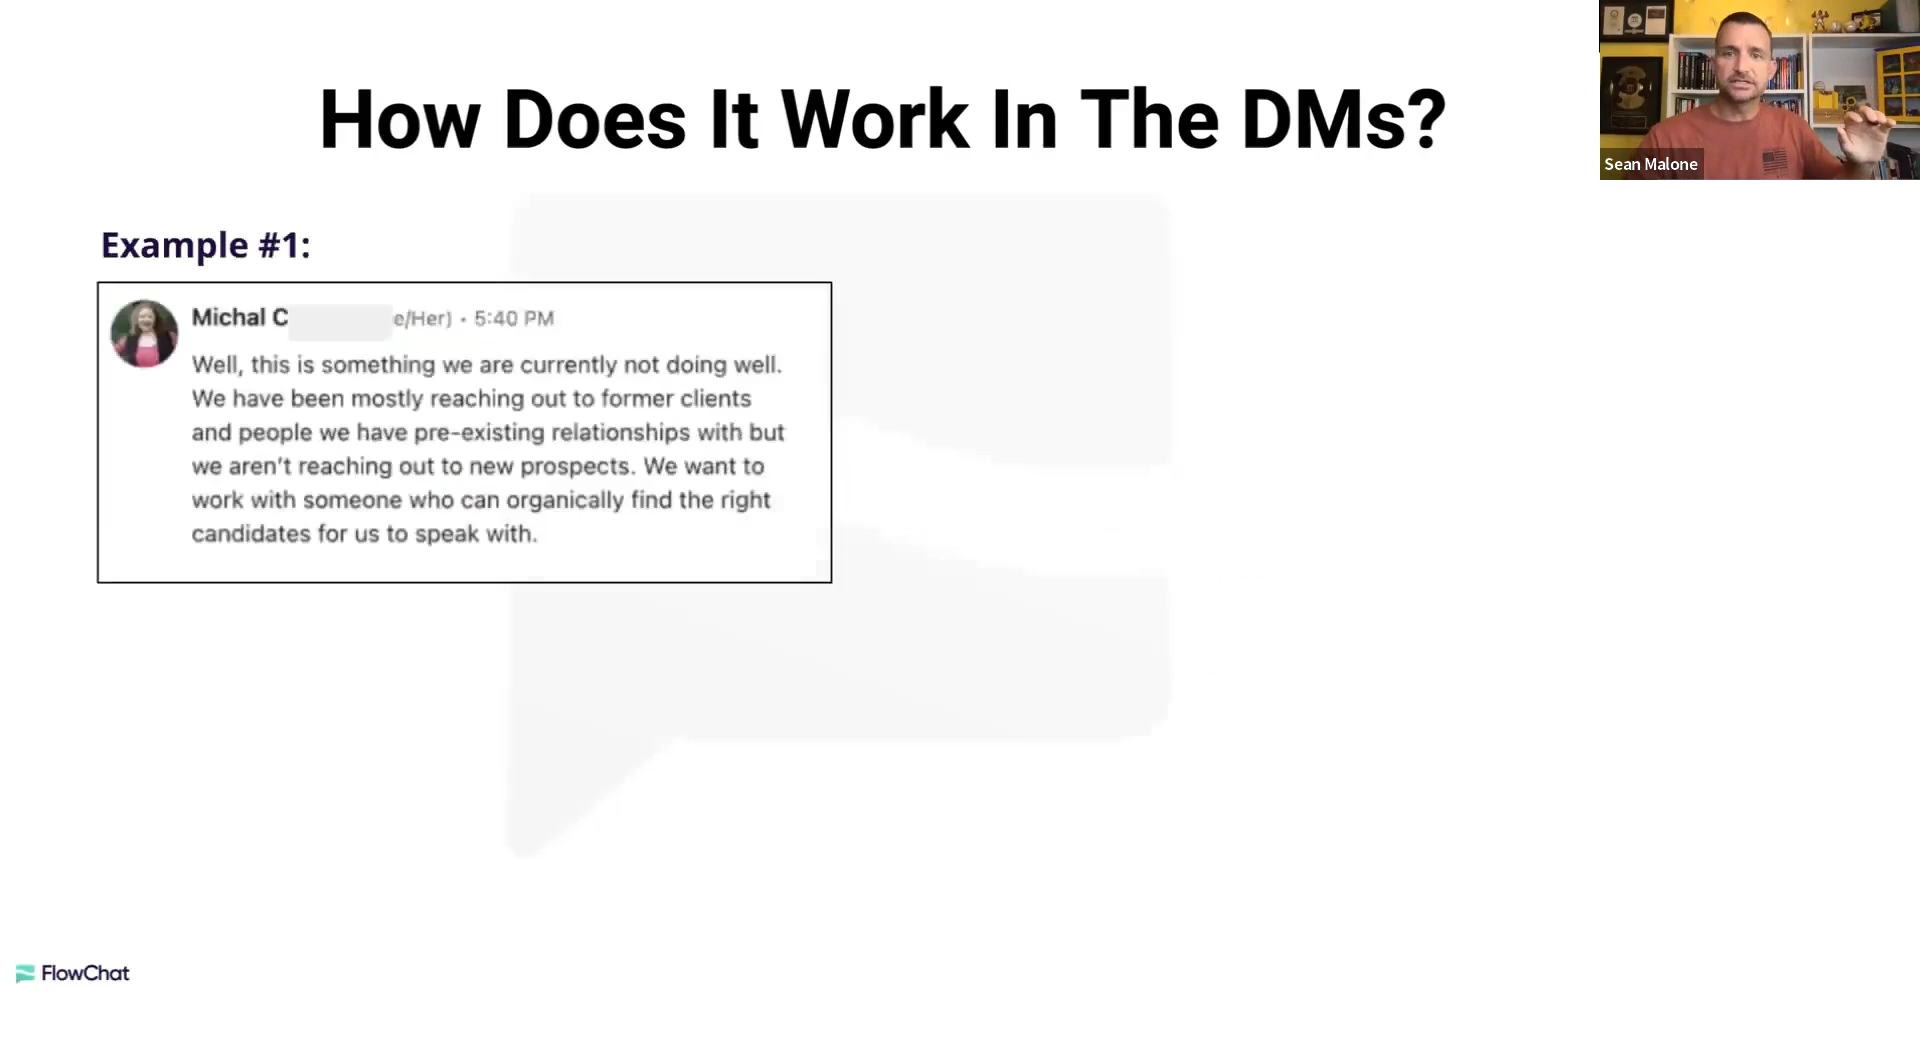 How Does It Work In The DMs?
Sean Malone
Example #1:
Michal C e/Her) • 5:40 PM
Well, this is something we are currently not doing well.
We have been mostly reaching out to former clients
and people we have pre-existing relationships with but
we aren't reaching out to new prospects. We want to
work with someone who can organically find the right
candidates for us to speak with.
FlowChat